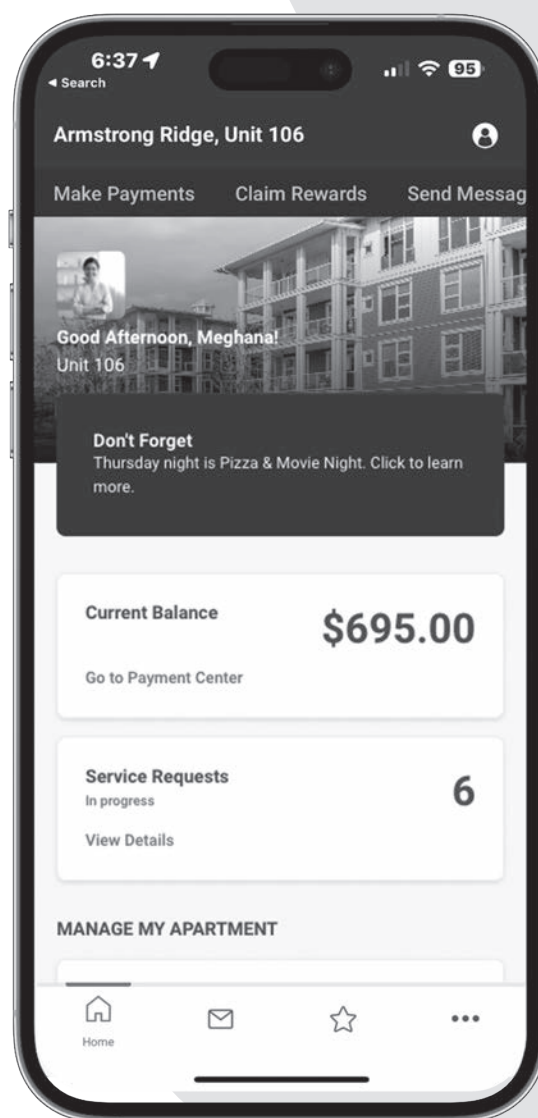 6:37
◀ Search
95
Armstrong Ridge, Unit 106
Make Payments Claim Rewards Send Messag
Good Afternoon, Meghana!
Unit 106
Don't Forget
Thursday night is Pizza & Movie Night. Click to learn
more.
Current Balance
$695.00
Go to Payment Center
Service Requests
6
In progress
View Details
MANAGE MY APARTMENT
Home